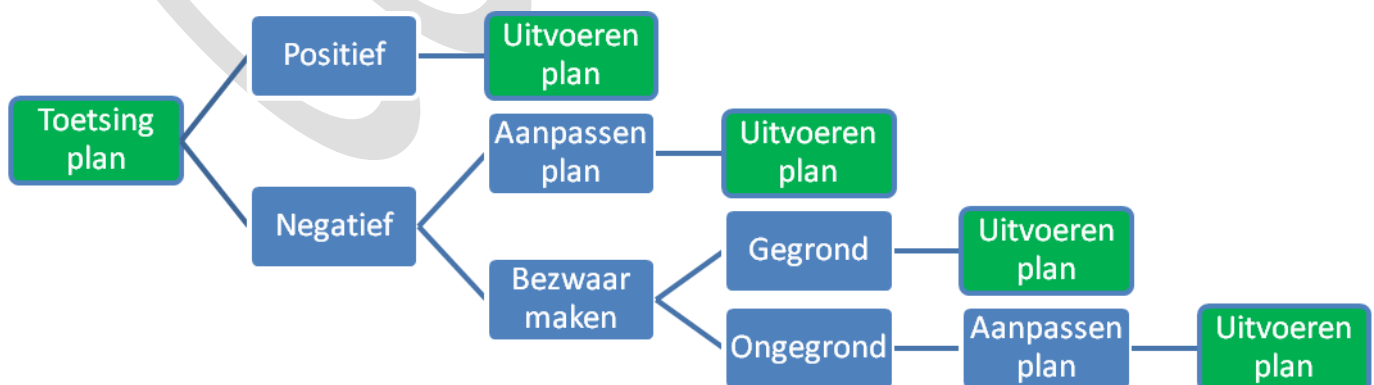 Toetsing
plan
Positief
Uitvoeren
plan
Negatief
Aanpassen
plan
Uitvoeren
plan
Bezwaar
maken
Gegrond
Uitvoeren
plan
Ongegrond
Aanpassen
plan
Uitvoeren
plan